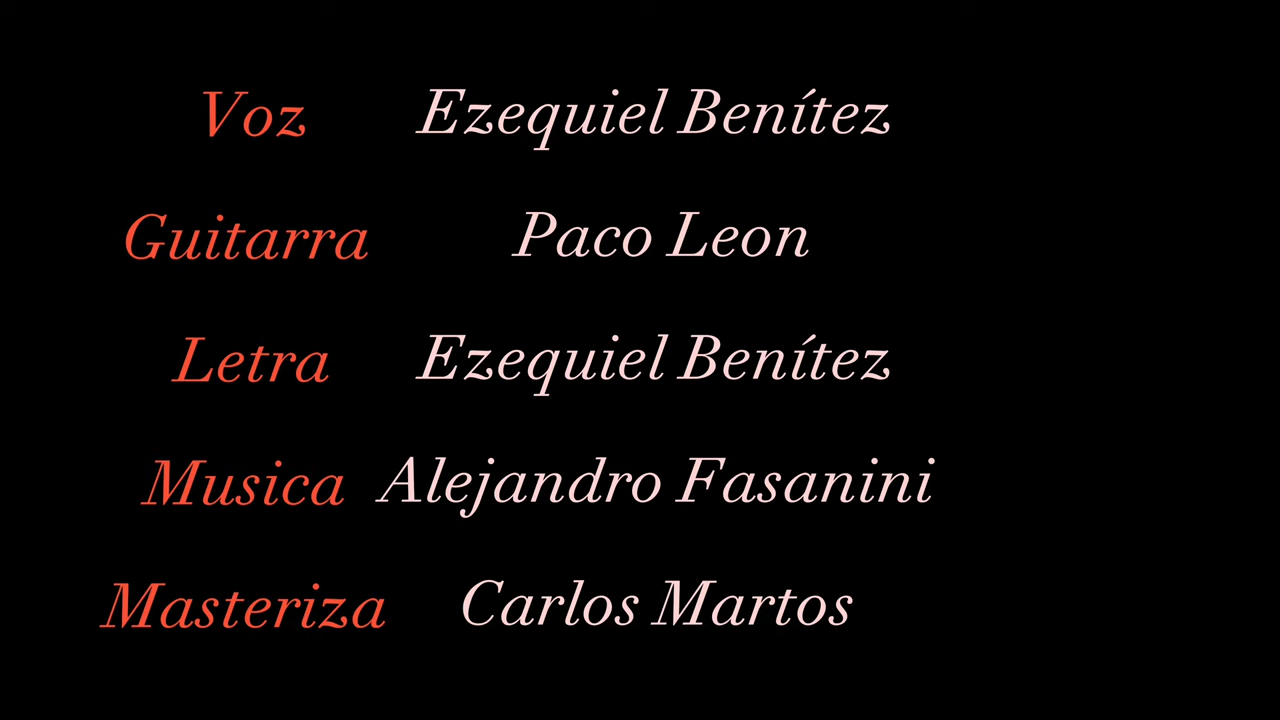 Voz Ezequiel Benítez
Guitarra Paco Leon
Letra Ezequiel Benítez
Musica Alejandro Fasanini
Masteriza Carlos Martos